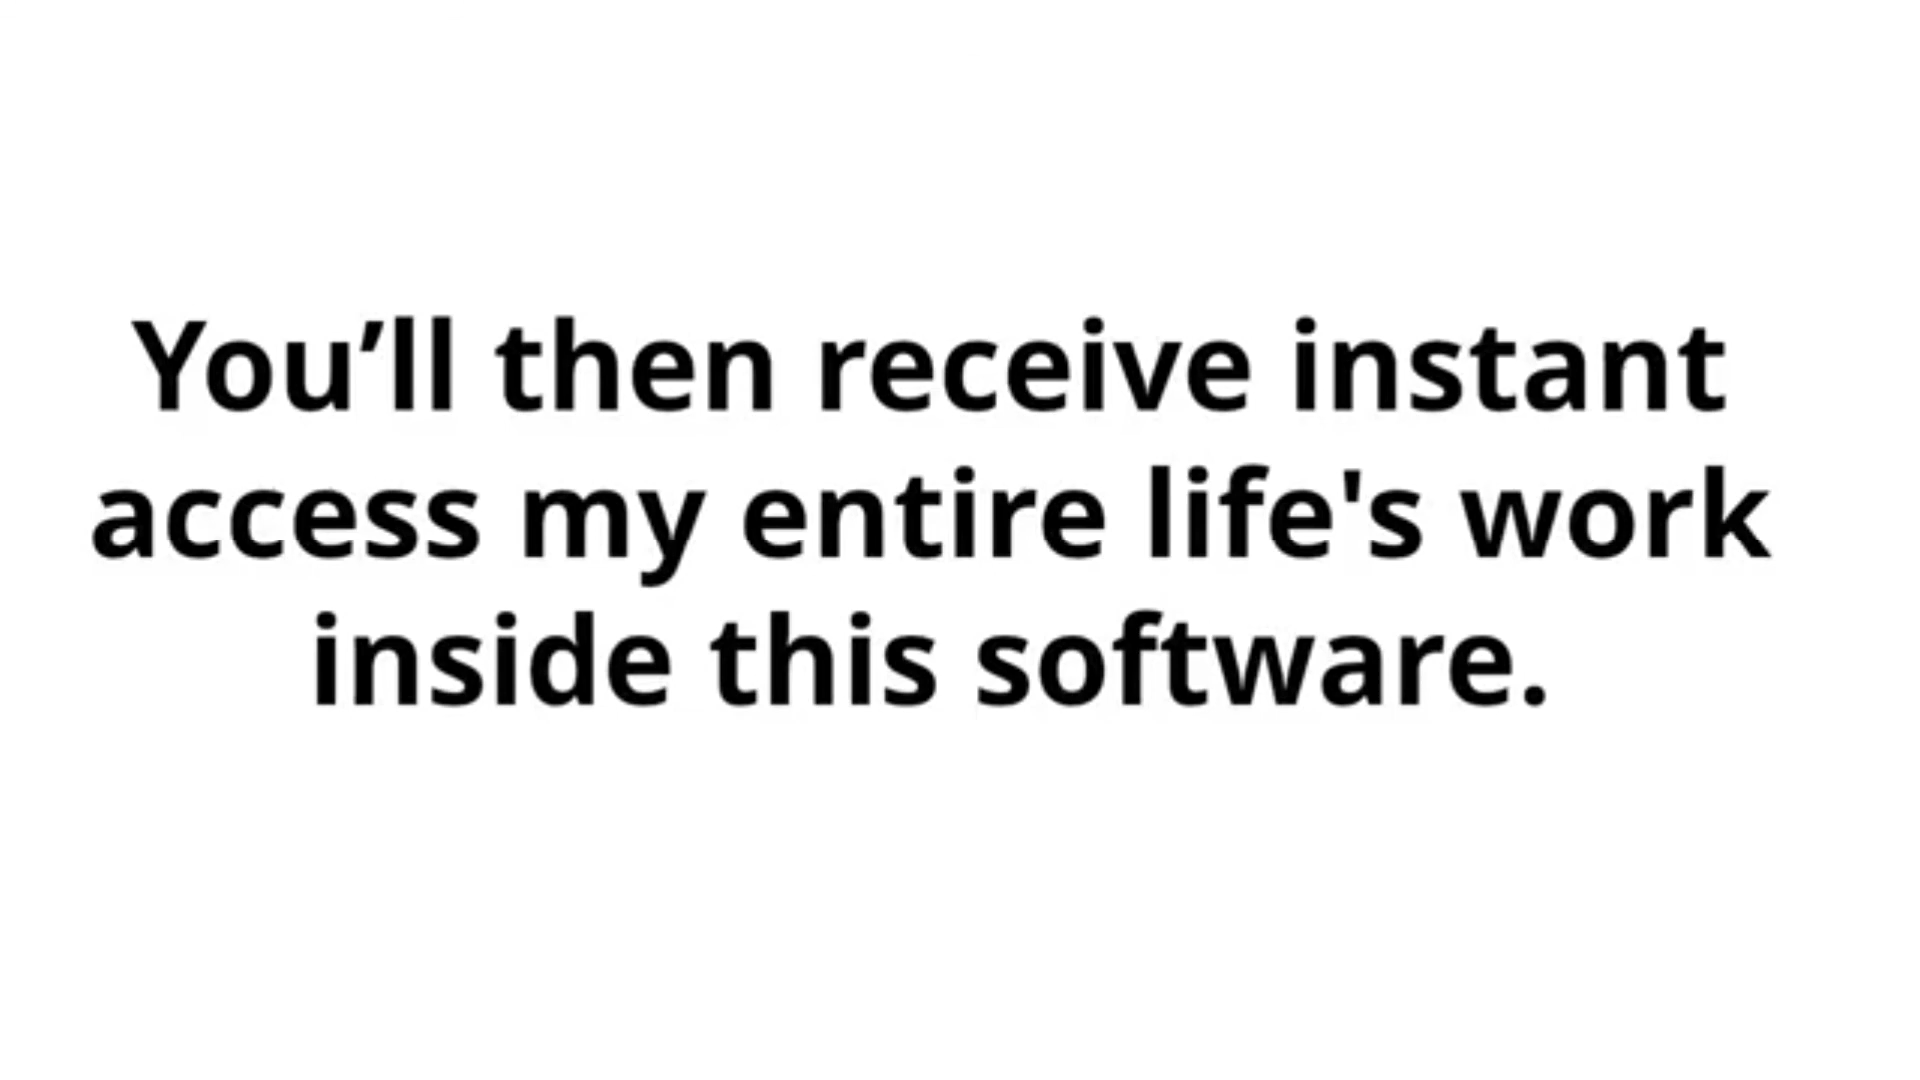 You’ll then receive instant
access my entire life's work
inside this software.